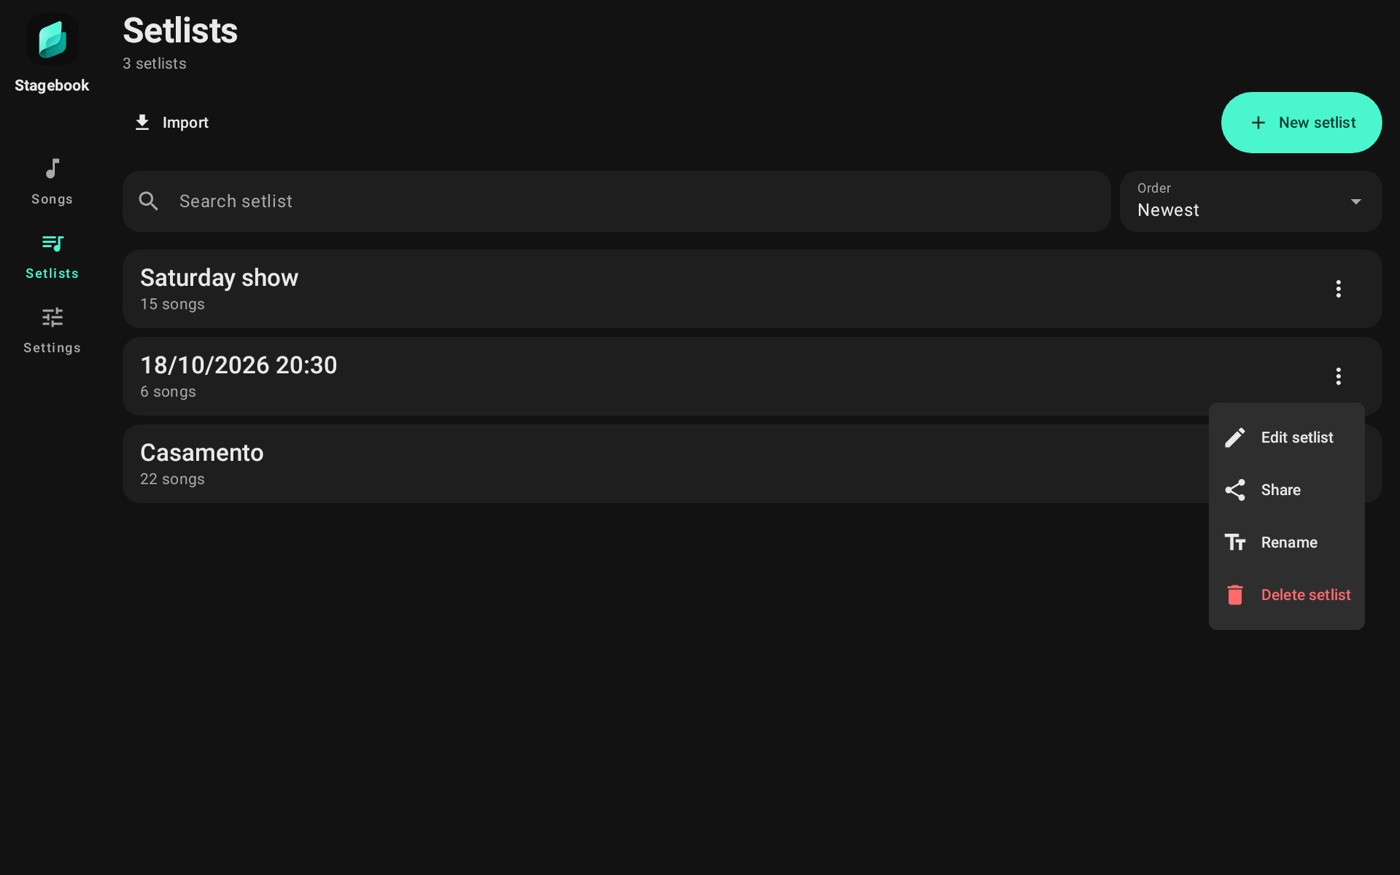 Stagebook
Songs
Setlists
Settings
Setlists
3 setlists
Import
New setlist
Search setlist
Order
Newest
Saturday show
15 songs
18/10/2026 20:30
6 songs
Casamento
22 songs
Edit setlist
Share
Rename
Delete setlist